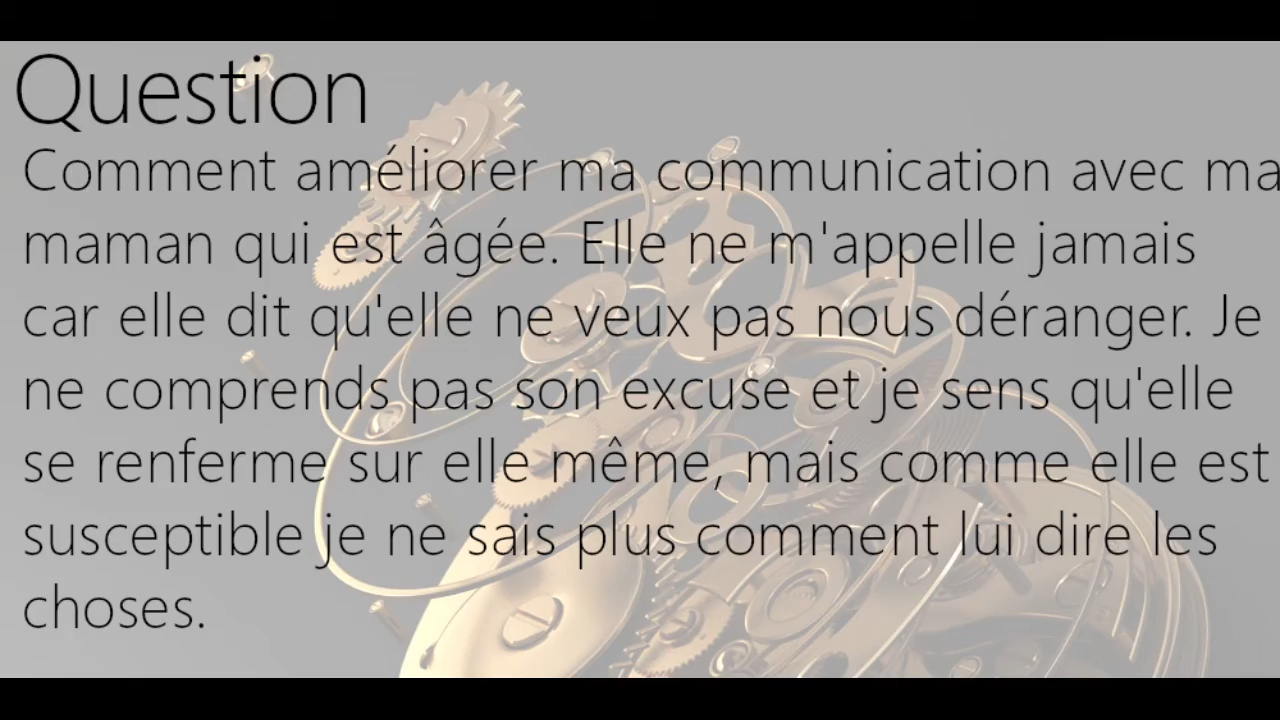 Question
Comment améliorer ma communication avec ma
maman qui est âgée. Elle ne m'appelle jamais
car elle dit qu'elle ne veux pas nous déranger. Je
ne comprends pas son excuse et je sens qu'elle
se renferme sur elle même, mais comme elle est
susceptible je ne sais plus comment lui dire les
choses.